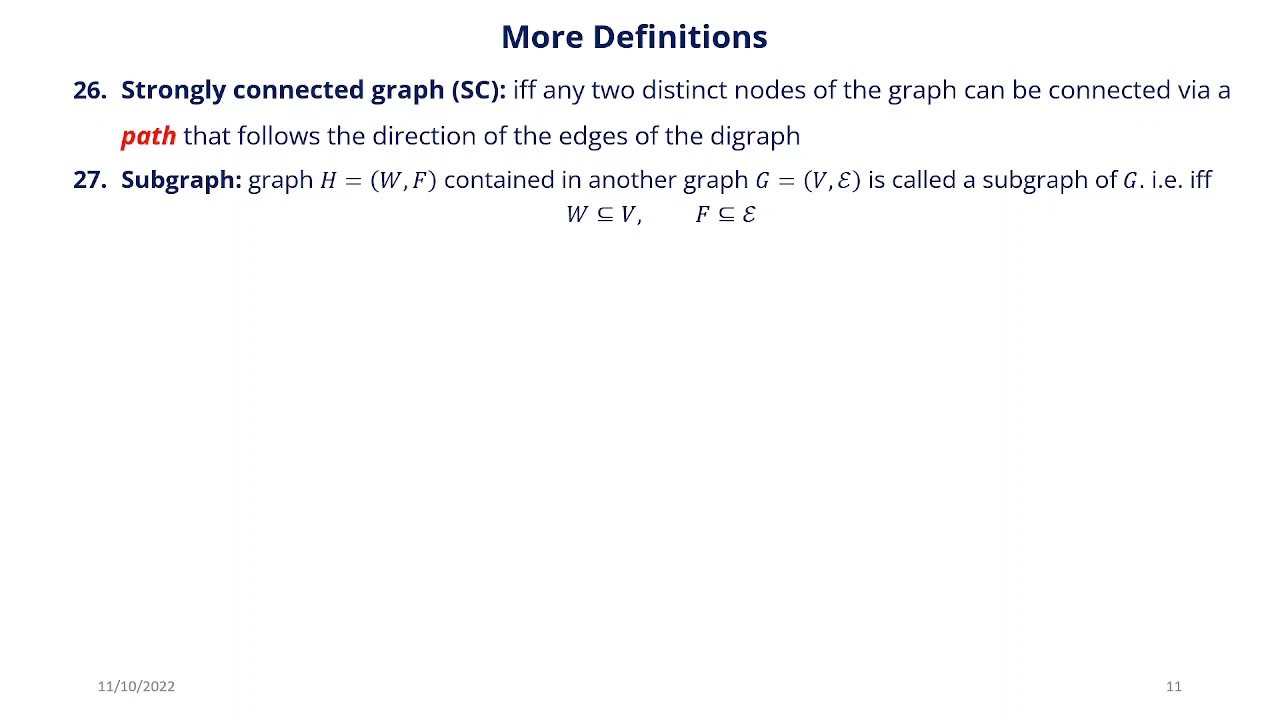 More Definitions
26. Strongly connected graph (SC): iff any two distinct nodes of the graph can be connected via a
path that follows the direction of the edges of the digraph
27. Subgraph: graph H = (W, F) contained in another graph G = (V, ℰ) is called a subgraph of G. i.e. iff
W ⊆ V, F ⊆ ℰ
11/10/2022
11